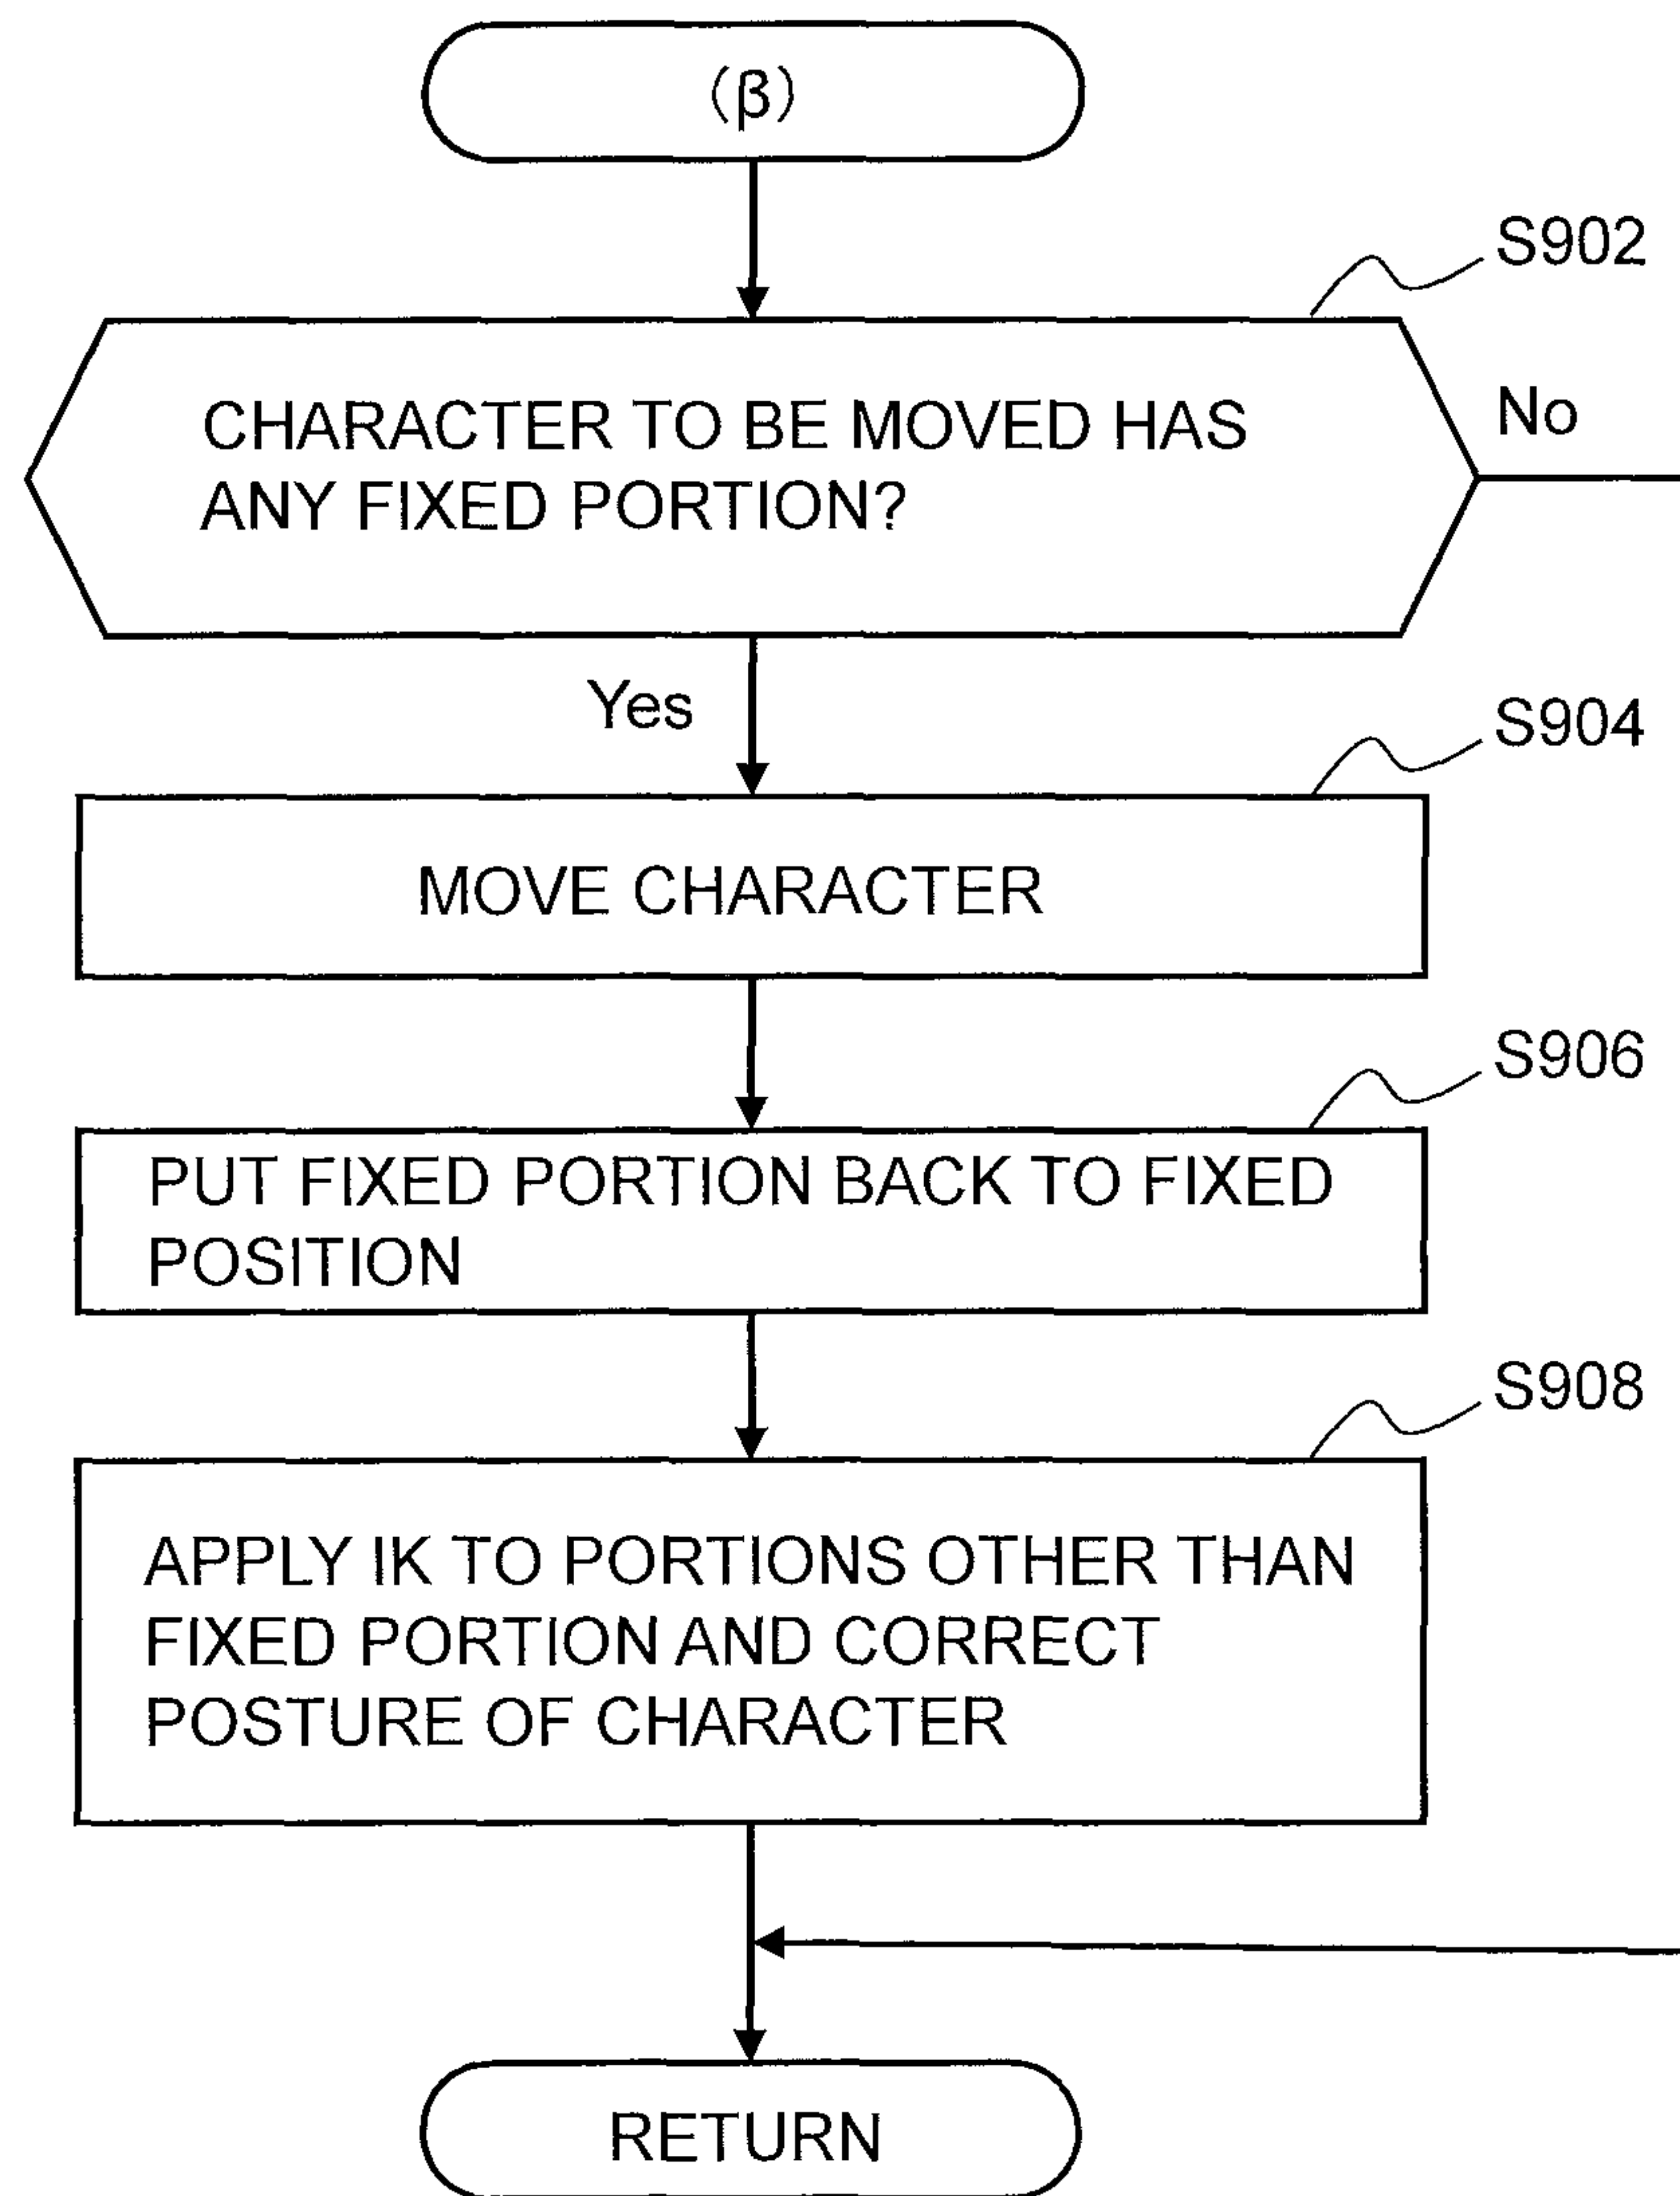 (β)
S902
CHARACTER TO BE MOVED HAS
ANY FIXED PORTION?
No
Yes
S904
MOVE CHARACTER
S906
PUT FIXED PORTION BACK TO FIXED
POSITION
S908
APPLY IK TO PORTIONS OTHER THAN
FIXED PORTION AND CORRECT
POSTURE OF CHARACTER
RETURN